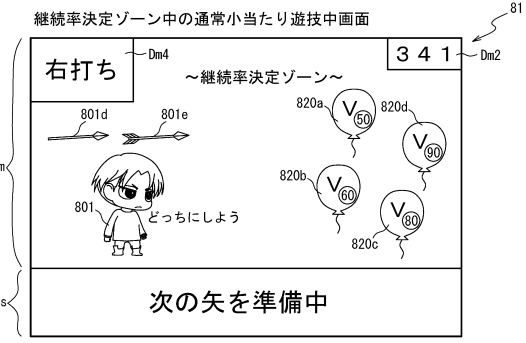 継続率決定ゾーン中の通常小当たり遊技中画面
81
右打ち
Dm4
341
Dm2
～継続率決定ゾーン～
801d
801e
820a
V
50
820d
V
90
820b
V
60
820c
V
80
801
どっちにしよう
m
次の矢を準備中
s